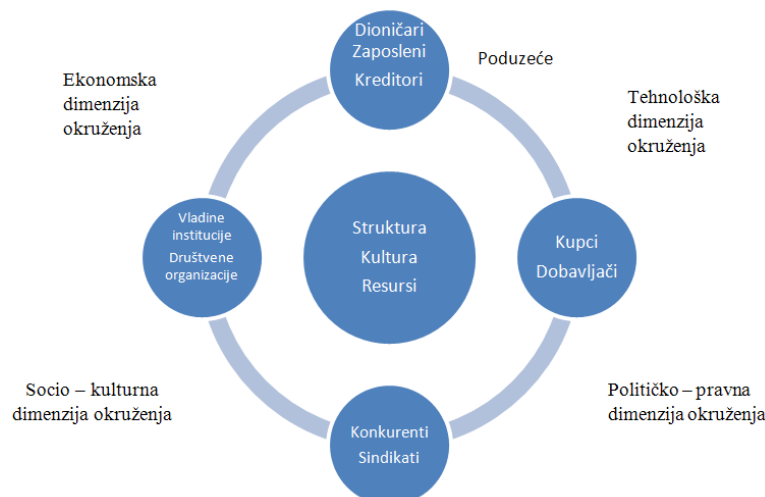 Dioničari
Zaposleni
Kreditori
Poduzeće
Ekonomska
dimenzija
okruženja
Tehnološka
dimenzija
okruženja
Vladine
institucije
Društvene
organizacije
Struktura
Kultura
Resursi
Kupci
Dobavljači
Socio – kulturna
dimenzija okruženja
Političko – pravna
dimenzija okruženja
Konkurenti
Sindikati